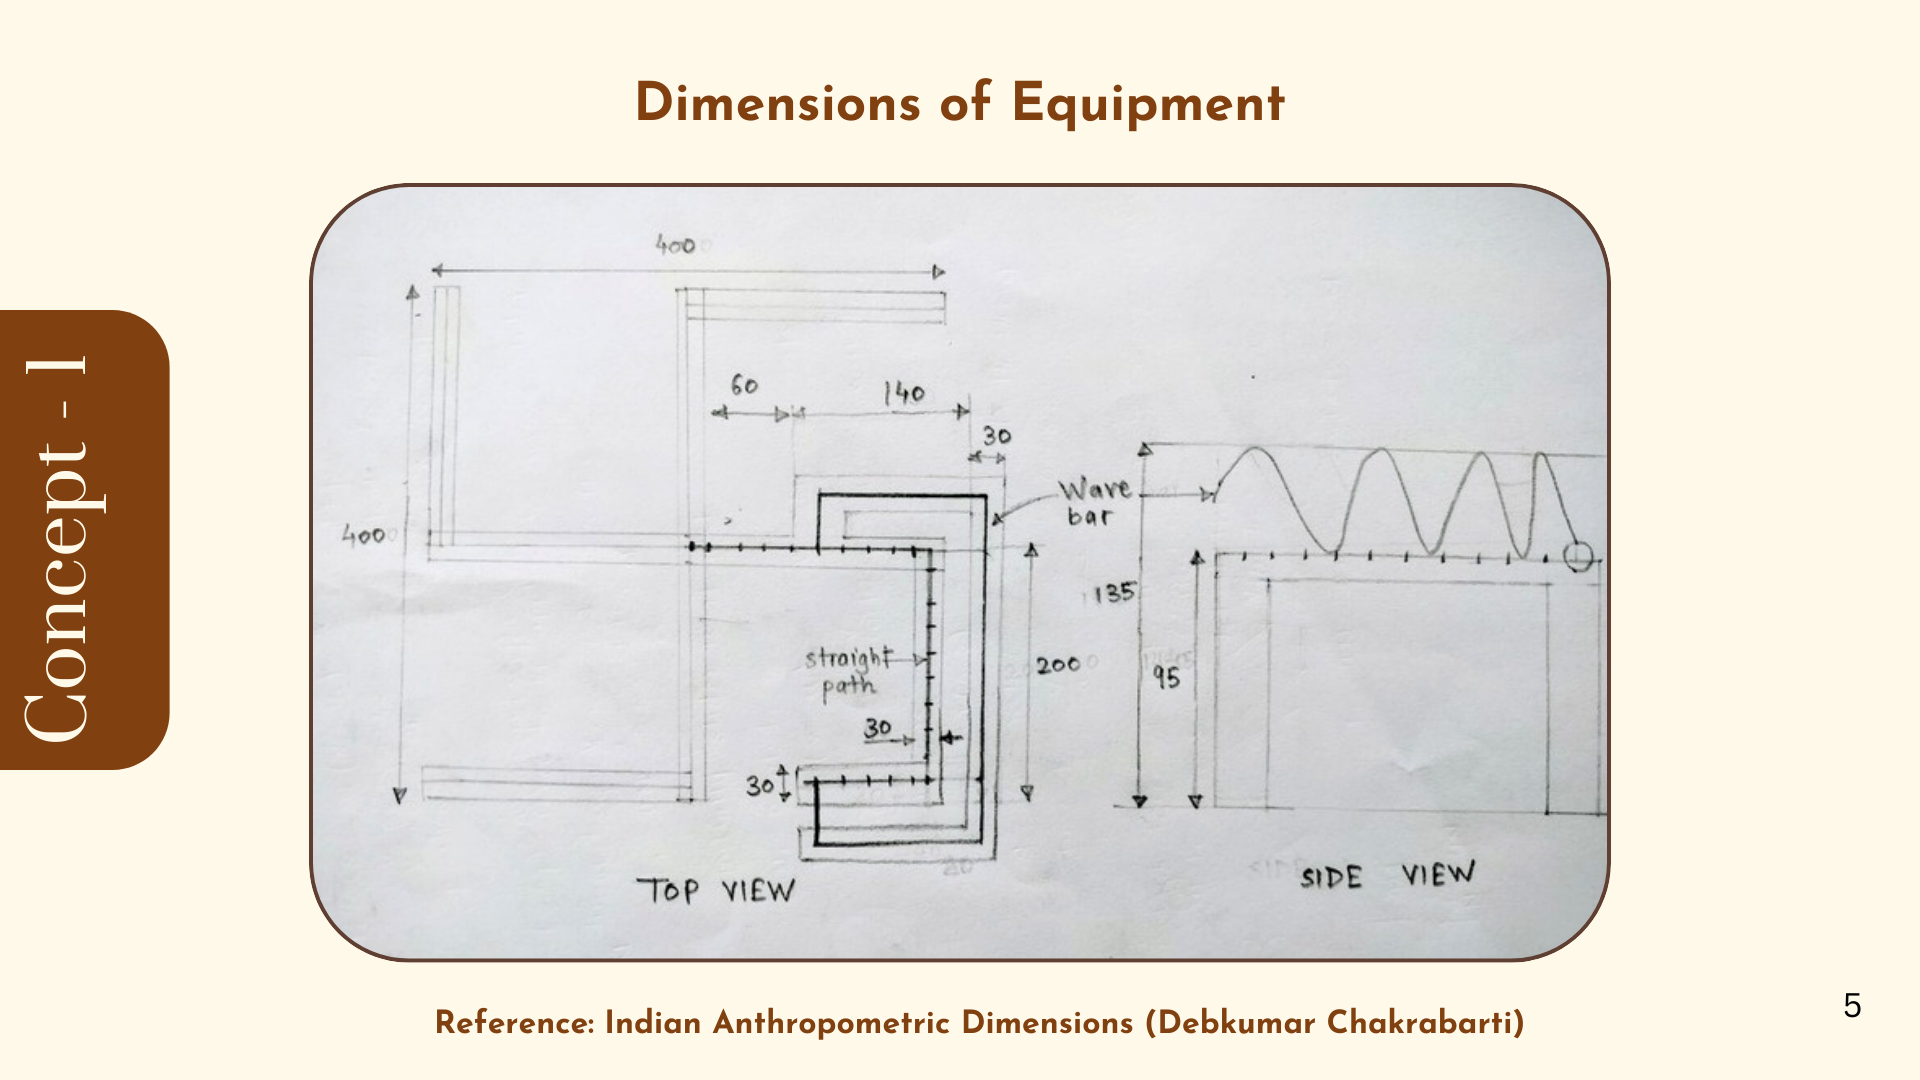 Dimensions of Equipment
Concept - 1
400
60
140
30
Wave
bar
400
135
straight
path
200
95
30
30
TOP VIEW
SIDE VIEW
Reference: Indian Anthropometric Dimensions (Debkumar Chakrabarti)
5